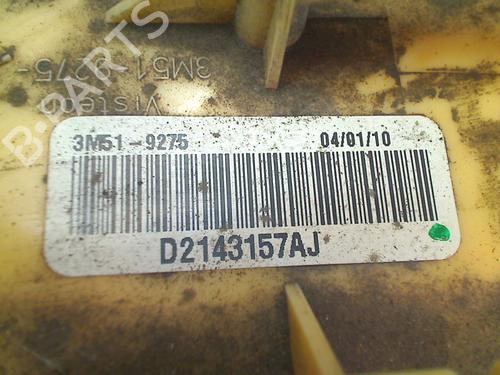 3M51 9275-
Visteon
3M51-9275 04/01/10
D2143157AJ
B-PARTS